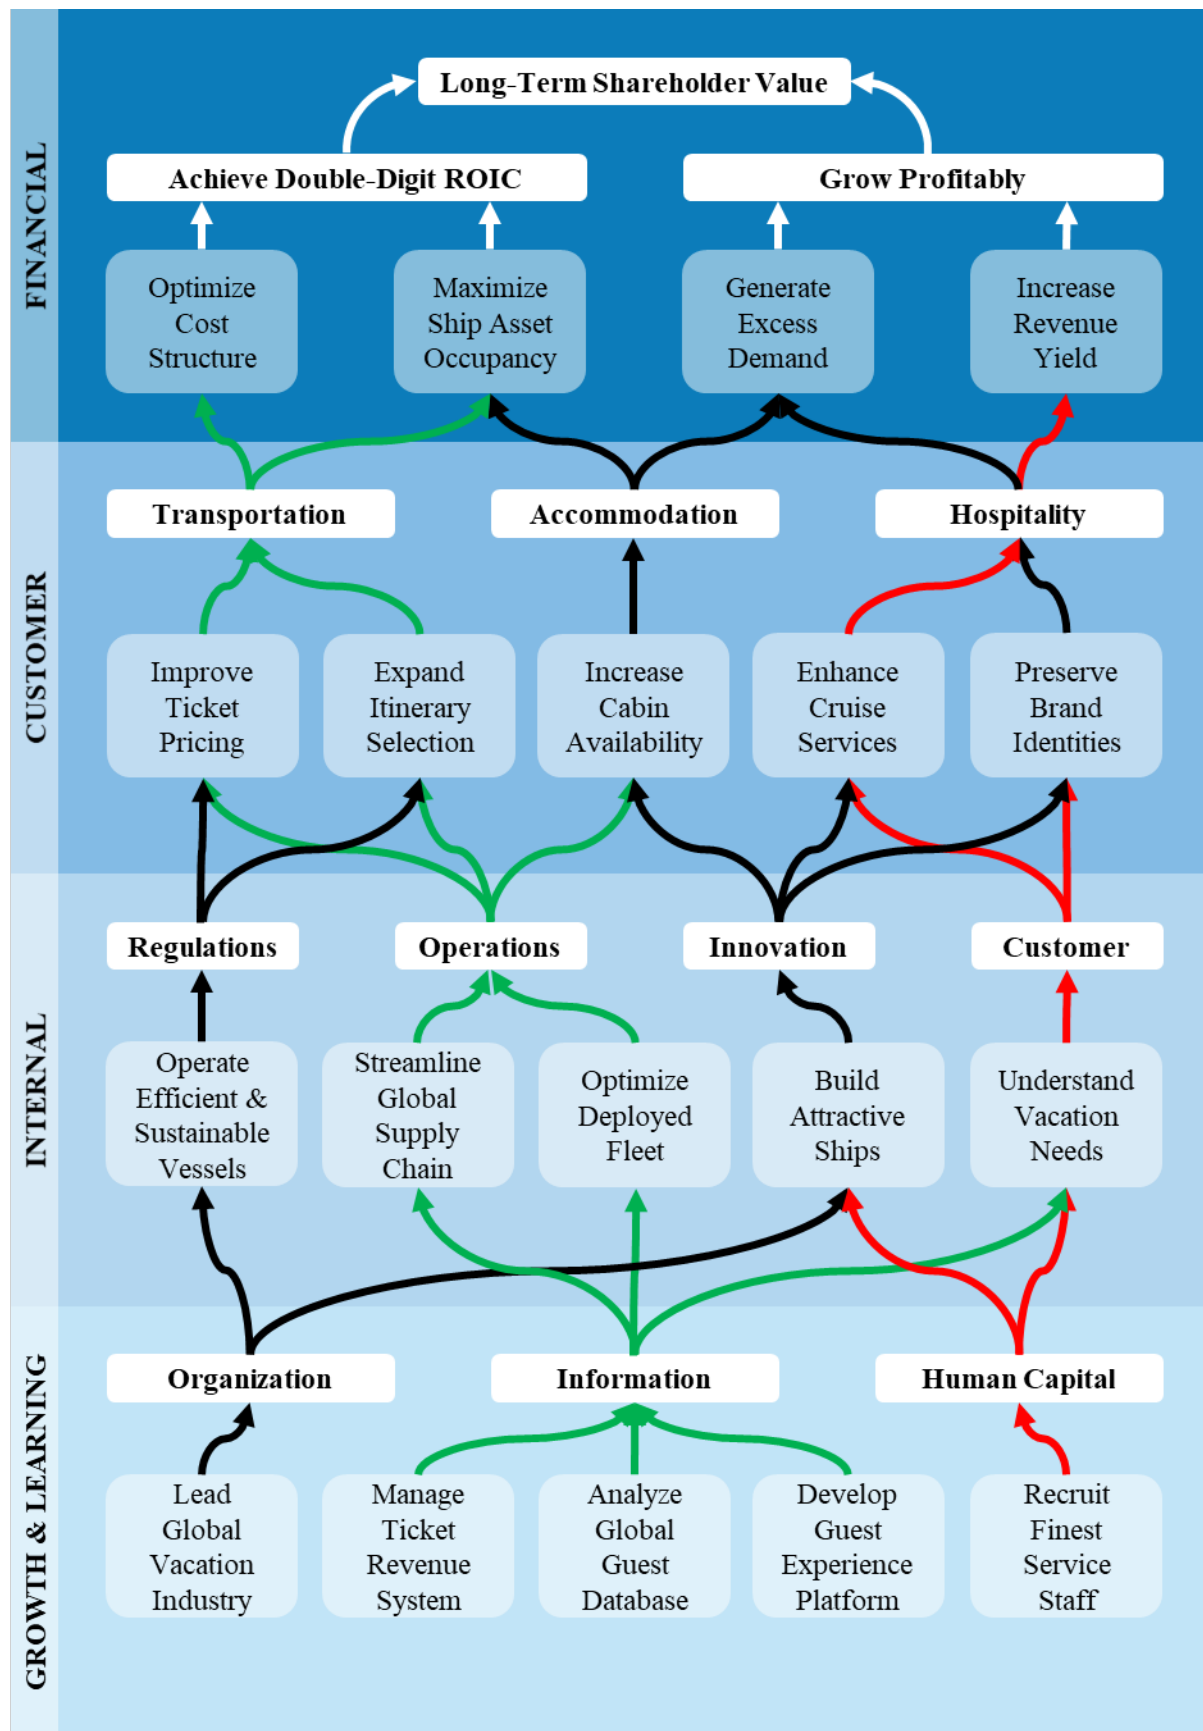 FINANCIAL
Long-Term Shareholder Value
Achieve Double-Digit ROIC
Grow Profitably
Optimize
Cost
Structure
Maximize
Ship Asset
Occupancy
Generate
Excess
Demand
Increase
Revenue
Yield
CUSTOMER
Transportation
Accommodation
Hospitality
Improve
Ticket
Pricing
Expand
Itinerary
Selection
Increase
Cabin
Availability
Enhance
Cruise
Services
Preserve
Brand
Identities
INTERNAL
Regulations
Operations
Innovation
Customer
Operate
Efficient &
Sustainable
Vessels
Streamline
Global
Supply
Chain
Optimize
Deployed
Fleet
Build
Attractive
Ships
Understand
Vacation
Needs
GROWTH & LEARNING
Organization
Information
Human Capital
Lead
Global
Vacation
Industry
Manage
Ticket
Revenue
System
Analyze
Global
Guest
Database
Develop
Guest
Experience
Platform
Recruit
Finest
Service
Staff